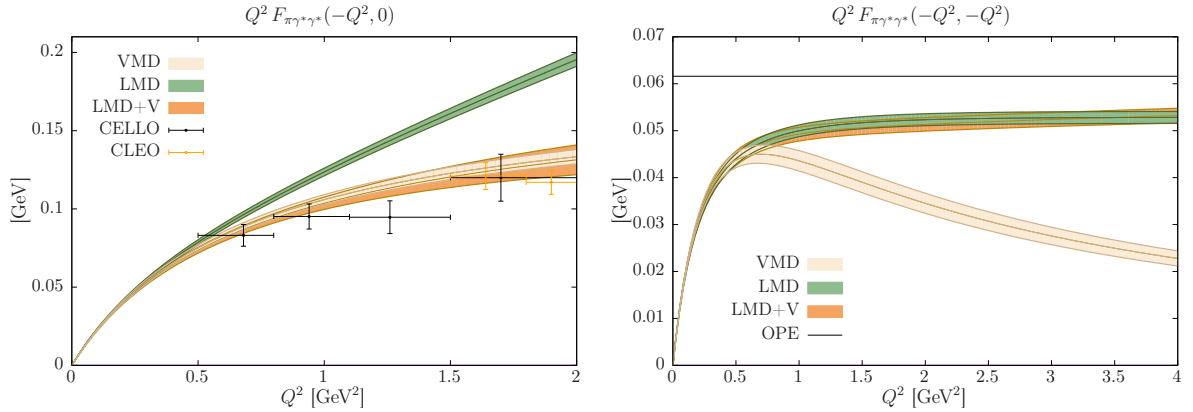 Q² F_{πγ*γ*}(−Q², 0)
0.2
0.15
0.1
0.05
0
[GeV]
VMD
LMD
LMD+V
CELLO
CLEO
0 0.5 1 1.5 2
Q² [GeV²]
Q² F_{πγ*γ*}(−Q², −Q²)
0.07
0.06
0.05
0.04
0.03
0.02
0.01
0
[GeV]
VMD
LMD
LMD+V
OPE
0 0.5 1 1.5 2 2.5 3 3.5 4
Q² [GeV²]